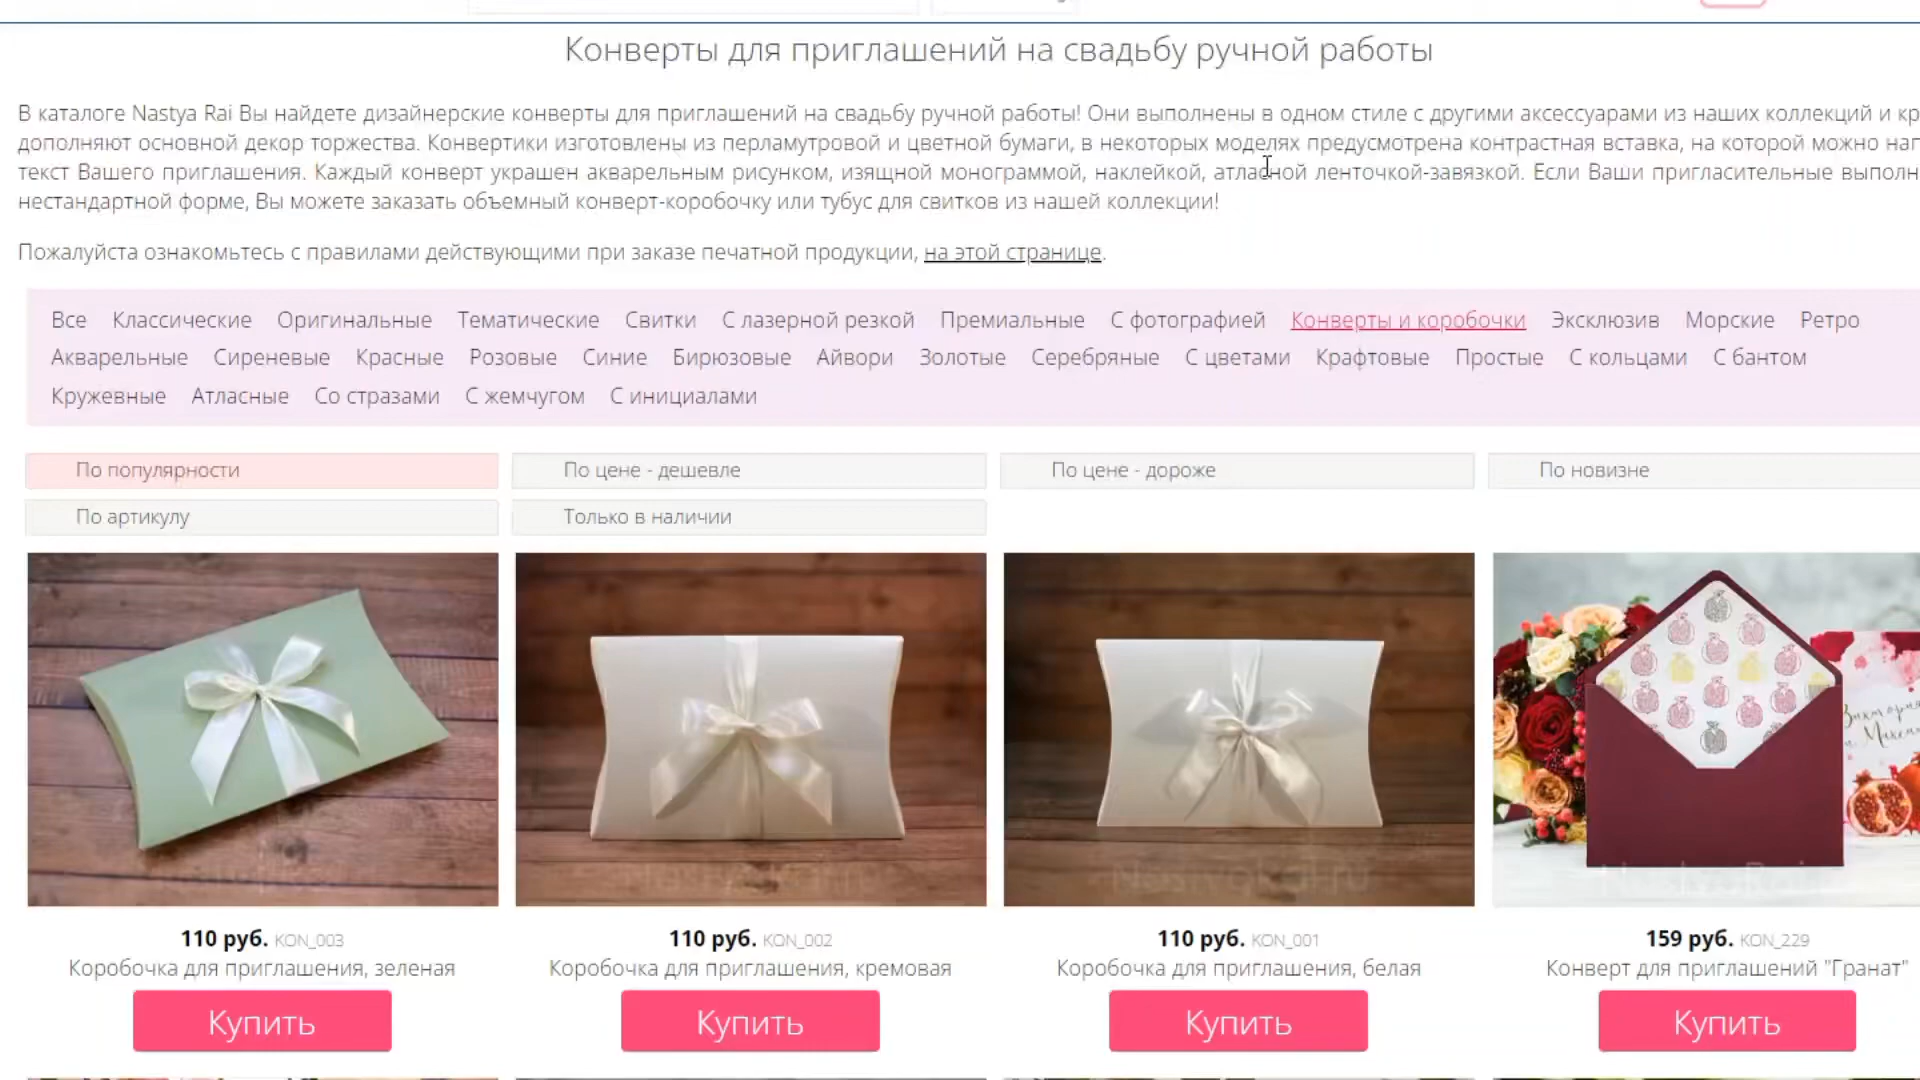 Конверты для приглашений на свадьбу ручной работы
В каталоге Nastya Rai Вы найдете дизайнерские конверты для приглашений на свадьбу ручной работы! Они выполнены в одном стиле с другими аксессуарами из наших коллекций и кр
дополняют основной декор торжества. Конвертики изготовлены из перламутровой и цветной бумаги, в некоторых моделях предусмотрена контрастная вставка, на которой можно нап
текст Вашего приглашения. Каждый конверт украшен акварельным рисунком, изящной монограммой, наклейкой, атласной ленточкой-завязкой. Если Ваши пригласительные выполн
нестандартной форме, Вы можете заказать объемный конверт-коробочку или тубус для свитков из нашей коллекции!
Пожалуйста ознакомьтесь с правилами действующими при заказе печатной продукции, на этой странице.
Все Классические Оригинальные Тематические Свитки С лазерной резкой Премиальные С фотографией Конверты и коробочки Эксклюзив Морские Ретро
Акварельные Сиреневые Красные Розовые Синие Бирюзовые Айвори Золотые Серебряные С цветами Крафтовые Простые С кольцами С бантом
Кружевные Атласные Со стразами С жемчугом С инициалами
По популярности По цене - дешевле По цене - дороже По новизне
По артикулу Только в наличии
110 руб. KON_003 110 руб. KON_002 110 руб. KON_001 159 руб. KON_229
Коробочка для приглашения, зеленая Коробочка для приглашения, кремовая Коробочка для приглашения, белая Конверт для приглашений "Гранат"
Купить Купить Купить Купить